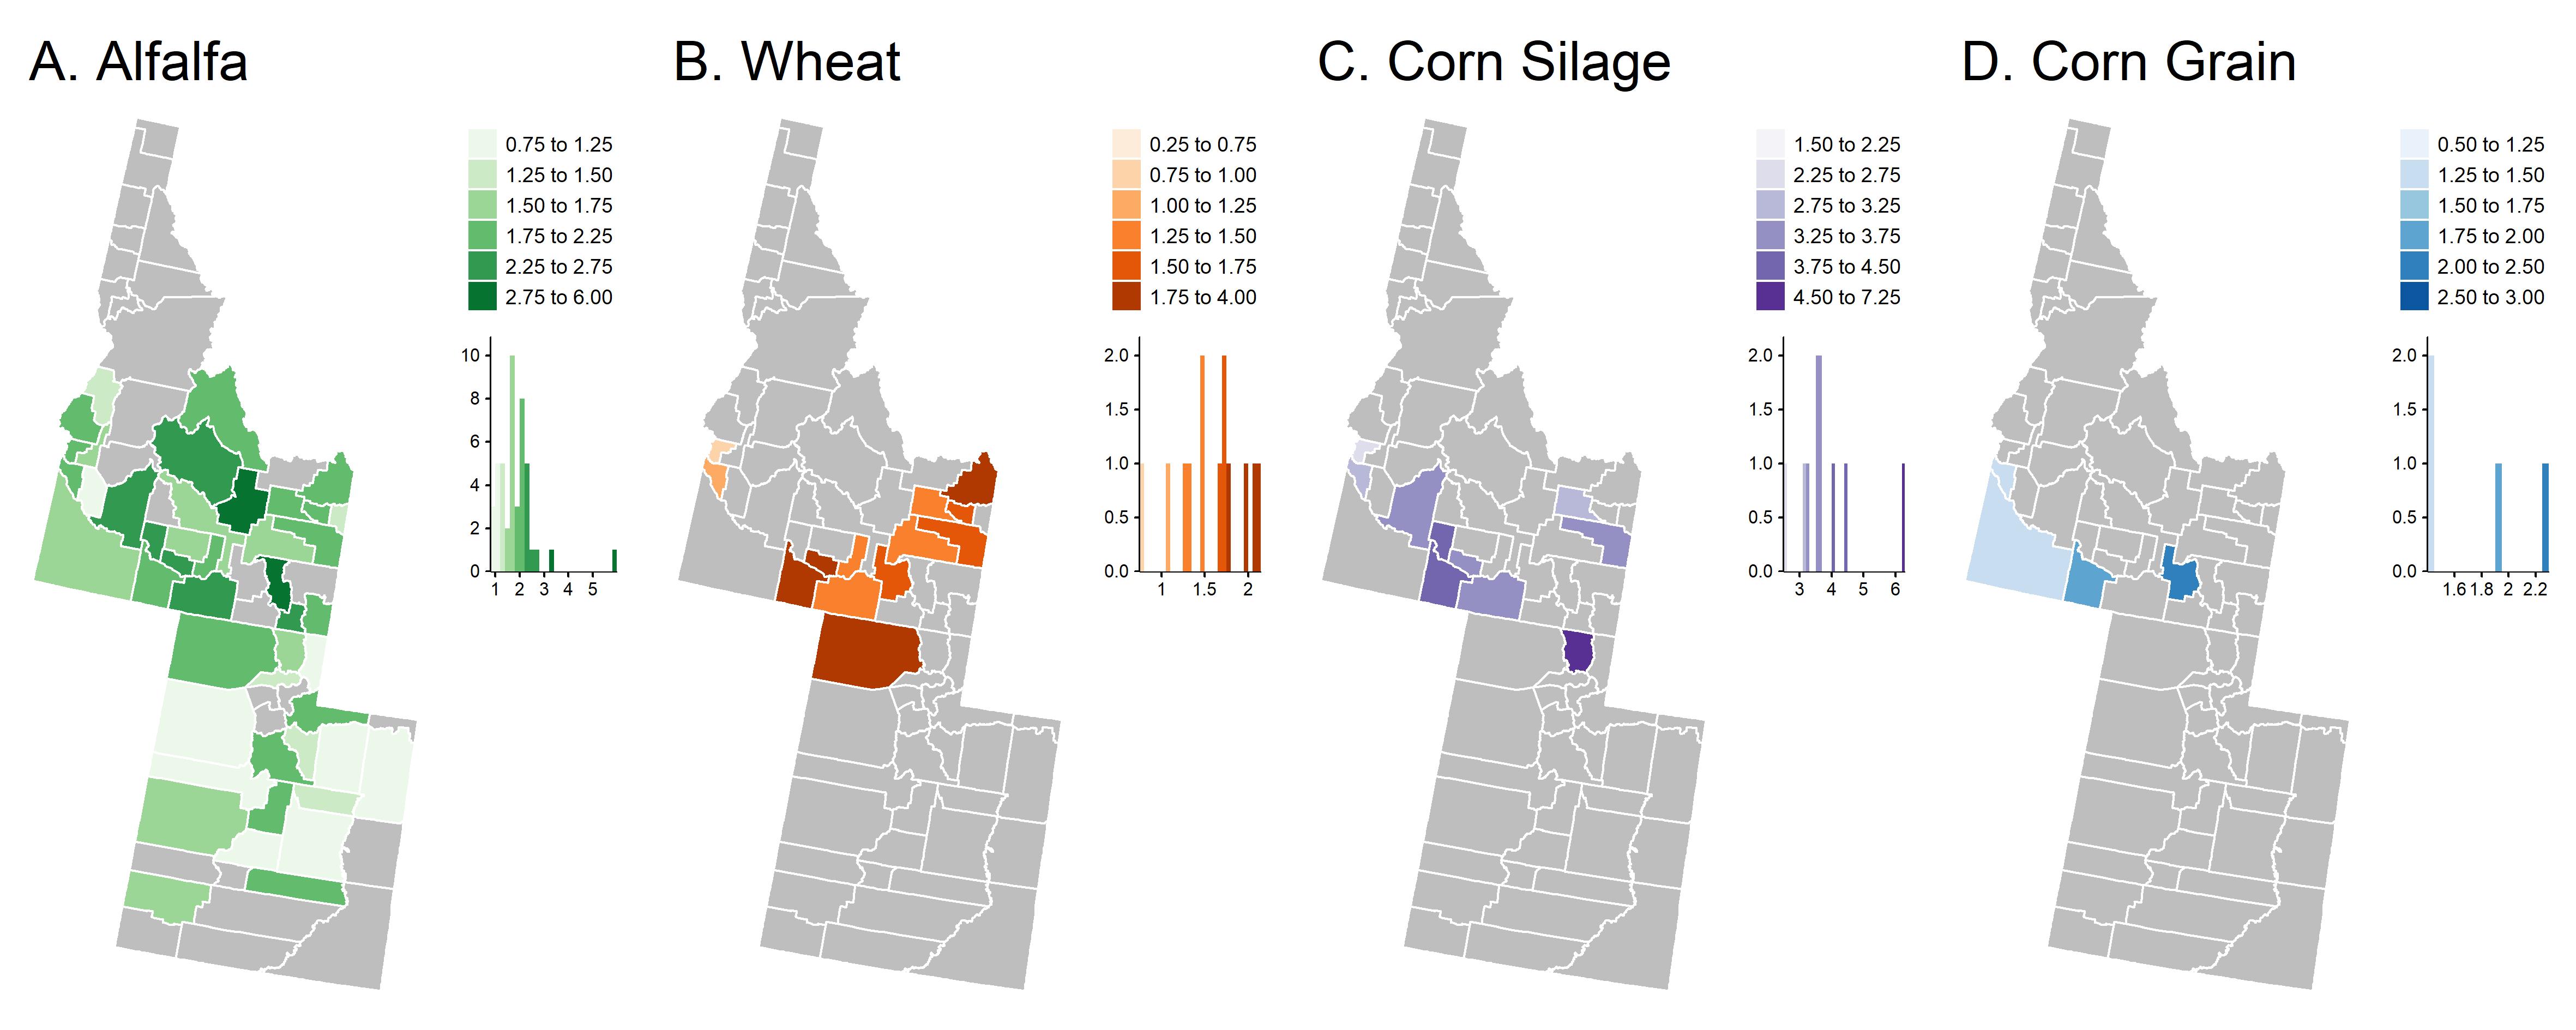 A. Alfalfa
0.75 to 1.25
1.25 to 1.50
1.50 to 1.75
1.75 to 2.25
2.25 to 2.75
2.75 to 6.00
10
8
6
4
2
0
1 2 3 4 5
B. Wheat
0.25 to 0.75
0.75 to 1.00
1.00 to 1.25
1.25 to 1.50
1.50 to 1.75
1.75 to 4.00
2.0
1.5
1.0
0.5
0.0
1 1.5 2
C. Corn Silage
1.50 to 2.25
2.25 to 2.75
2.75 to 3.25
3.25 to 3.75
3.75 to 4.50
4.50 to 7.25
2.0
1.5
1.0
0.5
0.0
3 4 5 6
D. Corn Grain
0.50 to 1.25
1.25 to 1.50
1.50 to 1.75
1.75 to 2.00
2.00 to 2.50
2.50 to 3.00
2.0
1.5
1.0
0.5
0.0
1.6 1.8 2 2.2